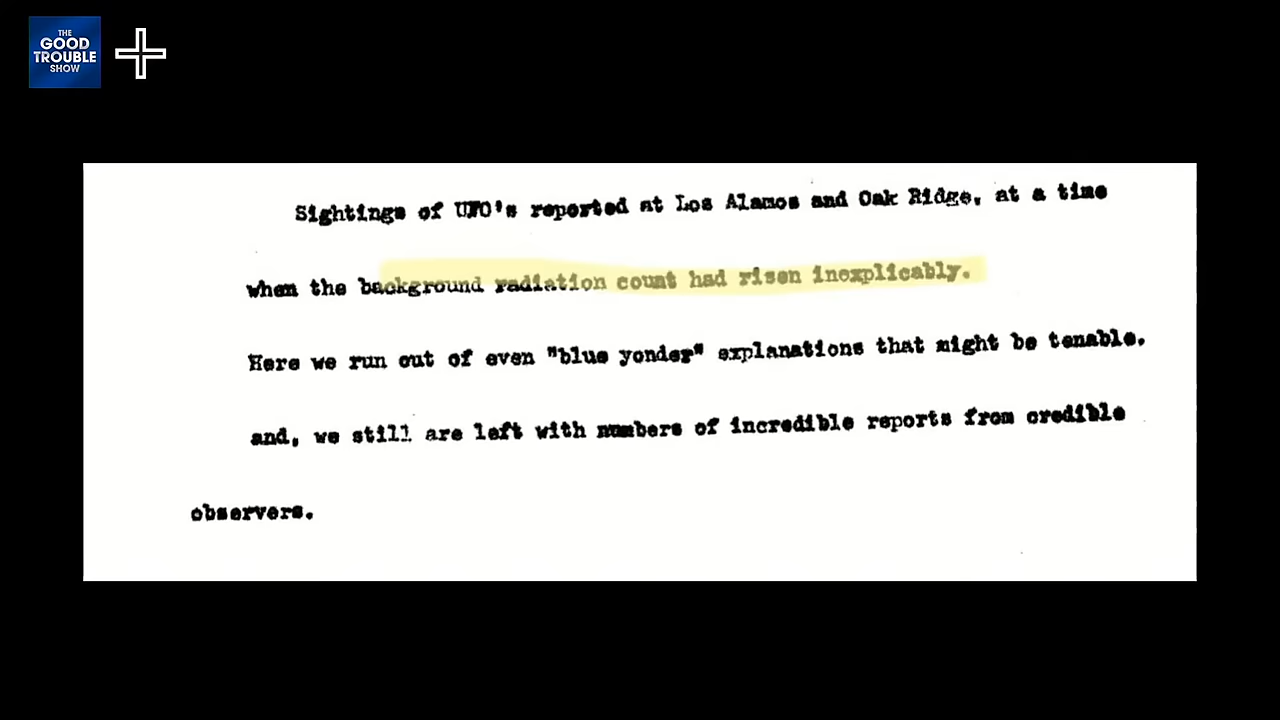 THE
GOOD
TROUBLE
SHOW
Sightings of UFO's reported at Los Alamos and Oak Ridge, at a time
when the background radiation count had risen inexplicably.
Here we run out of even "blue yonder" explanations that might be tenable.
and, we still are left with numbers of incredible reports from credible
observers.